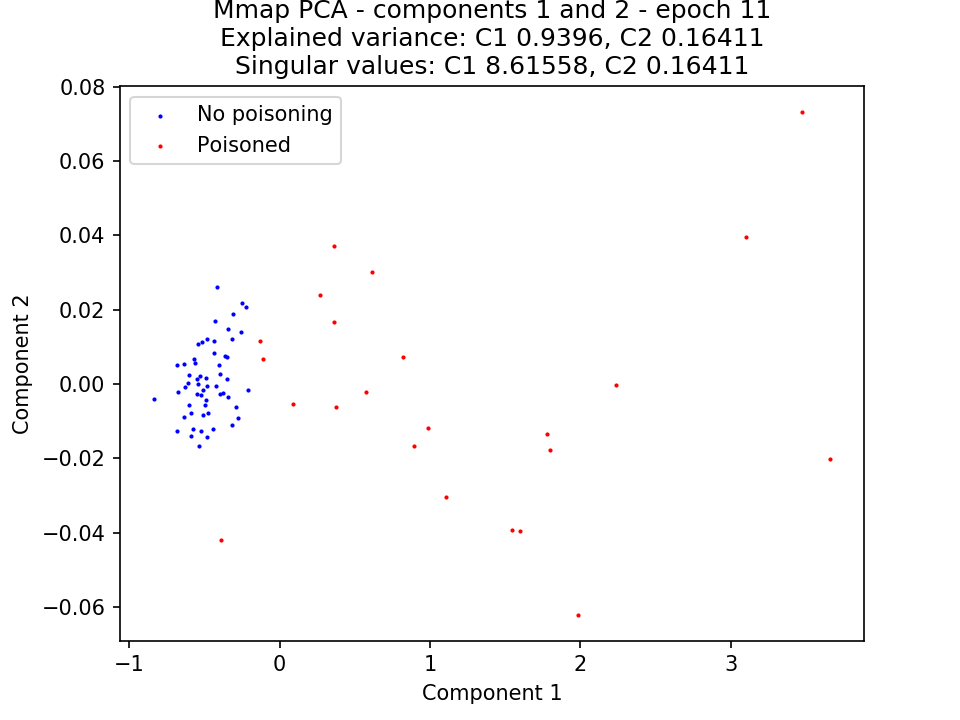 Mmap PCA - components 1 and 2 - epoch 11
Explained variance: C1 0.9396, C2 0.16411
Singular values: C1 8.61558, C2 0.16411
No poisoning
Poisoned
0.08
0.06
0.04
0.02
0.00
−0.02
−0.04
−0.06
Component 2
−1
0
1
2
3
Component 1